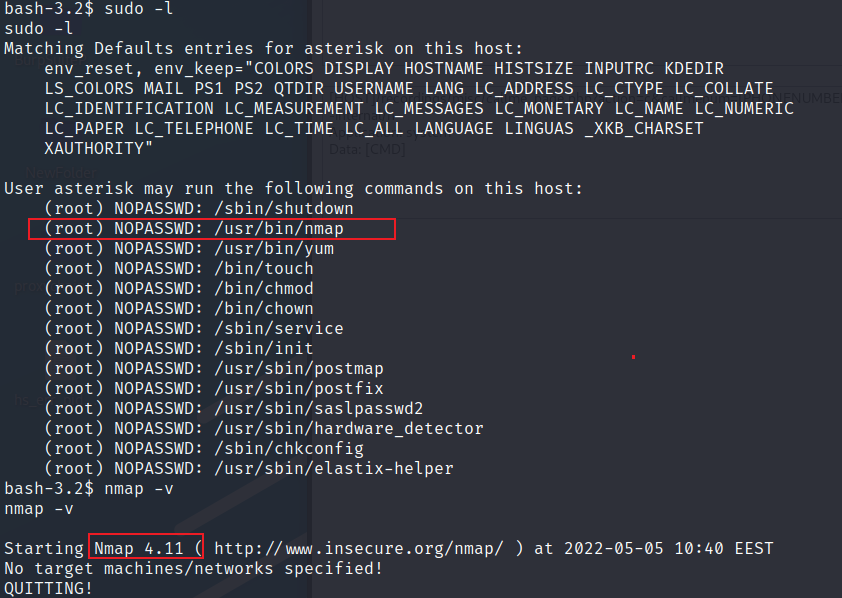 bash-3.2$ sudo -l
sudo -l
Matching Defaults entries for asterisk on this host:
    env_reset, env_keep="COLORS DISPLAY HOSTNAME HISTSIZE INPUTRC KDEDIR
    LS_COLORS MAIL PS1 PS2 QTDIR USERNAME LANG LC_ADDRESS LC_CTYPE LC_COLLATE
    LC_IDENTIFICATION LC_MEASUREMENT LC_MESSAGES LC_MONETARY LC_NAME LC_NUMERIC
    LC_PAPER LC_TELEPHONE LC_TIME LC_ALL LANGUAGE LINGUAS _XKB_CHARSET
    XAUTHORITY"
Data: [CMD]
User asterisk may run the following commands on this host:
    (root) NOPASSWD: /sbin/shutdown
    (root) NOPASSWD: /usr/bin/nmap
    (root) NOPASSWD: /usr/bin/yum
    (root) NOPASSWD: /bin/touch
    (root) NOPASSWD: /bin/chmod
    (root) NOPASSWD: /bin/chown
    (root) NOPASSWD: /sbin/service
    (root) NOPASSWD: /sbin/init
    (root) NOPASSWD: /usr/sbin/postmap
    (root) NOPASSWD: /usr/sbin/postfix
    (root) NOPASSWD: /usr/sbin/saslpasswd2
    (root) NOPASSWD: /usr/sbin/hardware_detector
    (root) NOPASSWD: /sbin/chkconfig
    (root) NOPASSWD: /usr/sbin/elastix-helper
bash-3.2$ nmap -v
nmap -v
Starting Nmap 4.11 ( http://www.insecure.org/nmap/ ) at 2022-05-05 10:40 EEST
No target machines/networks specified!
QUITTING!